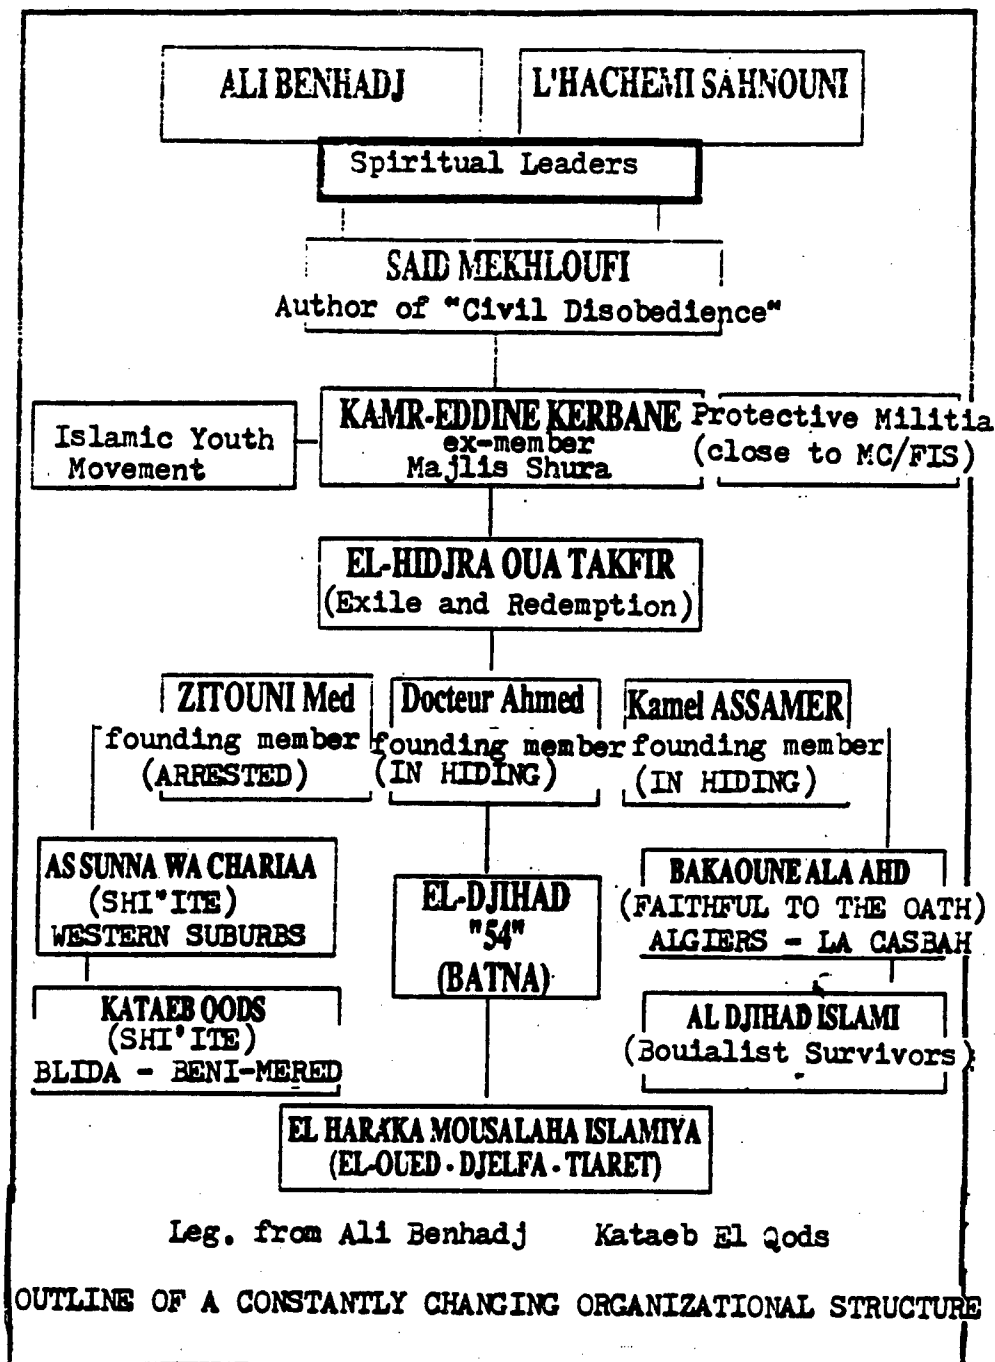 ALI BENHADJ
L'HACHEMI SAHNOUNI
Spiritual Leaders
SAID MEKHLOUFI
Author of "Civil Disobedience"
Islamic Youth
Movement
KAMR-EDDINE KERBANE
ex-member
Majlis Shura
Protective Militia
(close to MC/FIS)
EL-HIDJRA OUA TAKFIR
(Exile and Redemption)
ZITOUNI Med
founding member
(ARRESTED)
Docteur Ahmed
founding member
(IN HIDING)
Kamel ASSAMER
founding member
(IN HIDING)
AS SUNNA WA CHARIAA
(SHI'ITE)
WESTERN SUBURBS
EL-DJIHAD
"54"
(BATNA)
BAKAOUNE ALA AHD
(FAITHFUL TO THE OATH)
ALGIERS - LA CASBAH
KATAEB QODS
(SHI'ITE)
BLIDA - BENI-MERED
AL DJIHAD ISLAMI
(Bouialist Survivors)
EL HARAKA MOUSALAHA ISLAMIYA
(EL-OUED - DJELFA - TIARET)
Leg. from Ali Benhadj Kataeb El Qods
OUTLINE OF A CONSTANTLY CHANGING ORGANIZATIONAL STRUCTURE